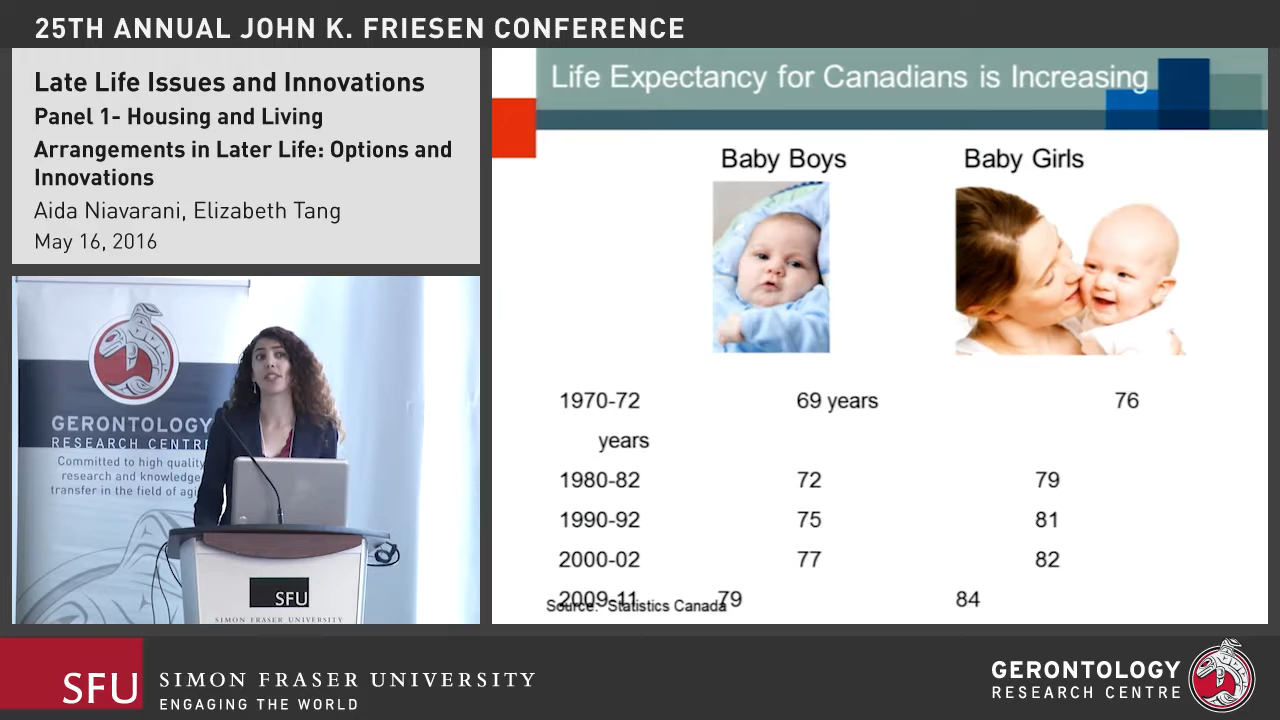 25TH ANNUAL JOHN K. FRIESEN CONFERENCE
Late Life Issues and Innovations
Panel 1- Housing and Living
Arrangements in Later Life: Options and
Innovations
Aida Niavarani, Elizabeth Tang
May 16, 2016
GERONTOLOGY
RESEARCH CENTRE
Committed to high quality
research and knowledge
transfer in the field of
SFU
SIMON FRASER UNIVERSITY
Life Expectancy for Canadians is Increasing
Baby Boys Baby Girls
1970-72 69 years 76
years
1980-82 72 79
1990-92 75 81
2000-02 77 82
2009-11 79 84
Source: Statistics Canada
SFU
SIMON FRASER UNIVERSITY
ENGAGING THE WORLD
GERONTOLOGY
RESEARCH CENTRE